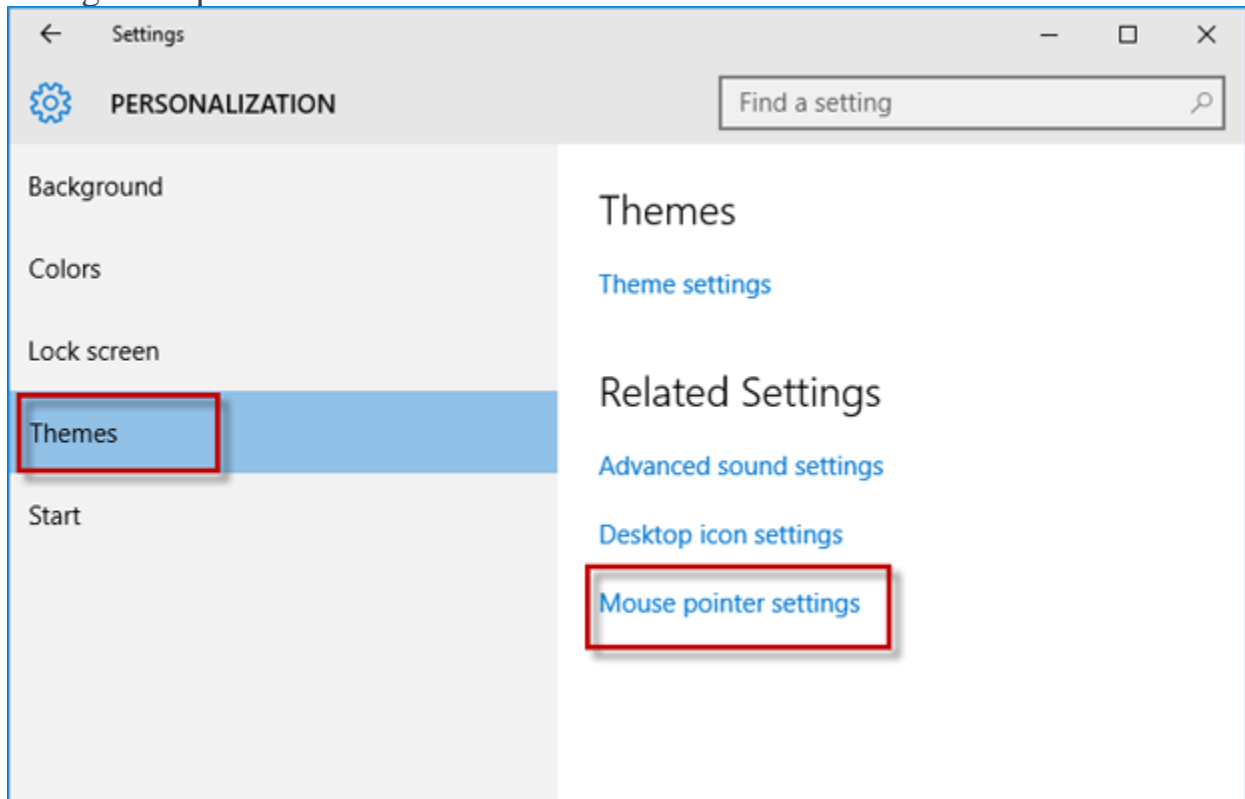 Settings
PERSONALIZATION
Find a setting
Background
Colors
Lock screen
Themes
Start
Themes
Theme settings
Related Settings
Advanced sound settings
Desktop icon settings
Mouse pointer settings